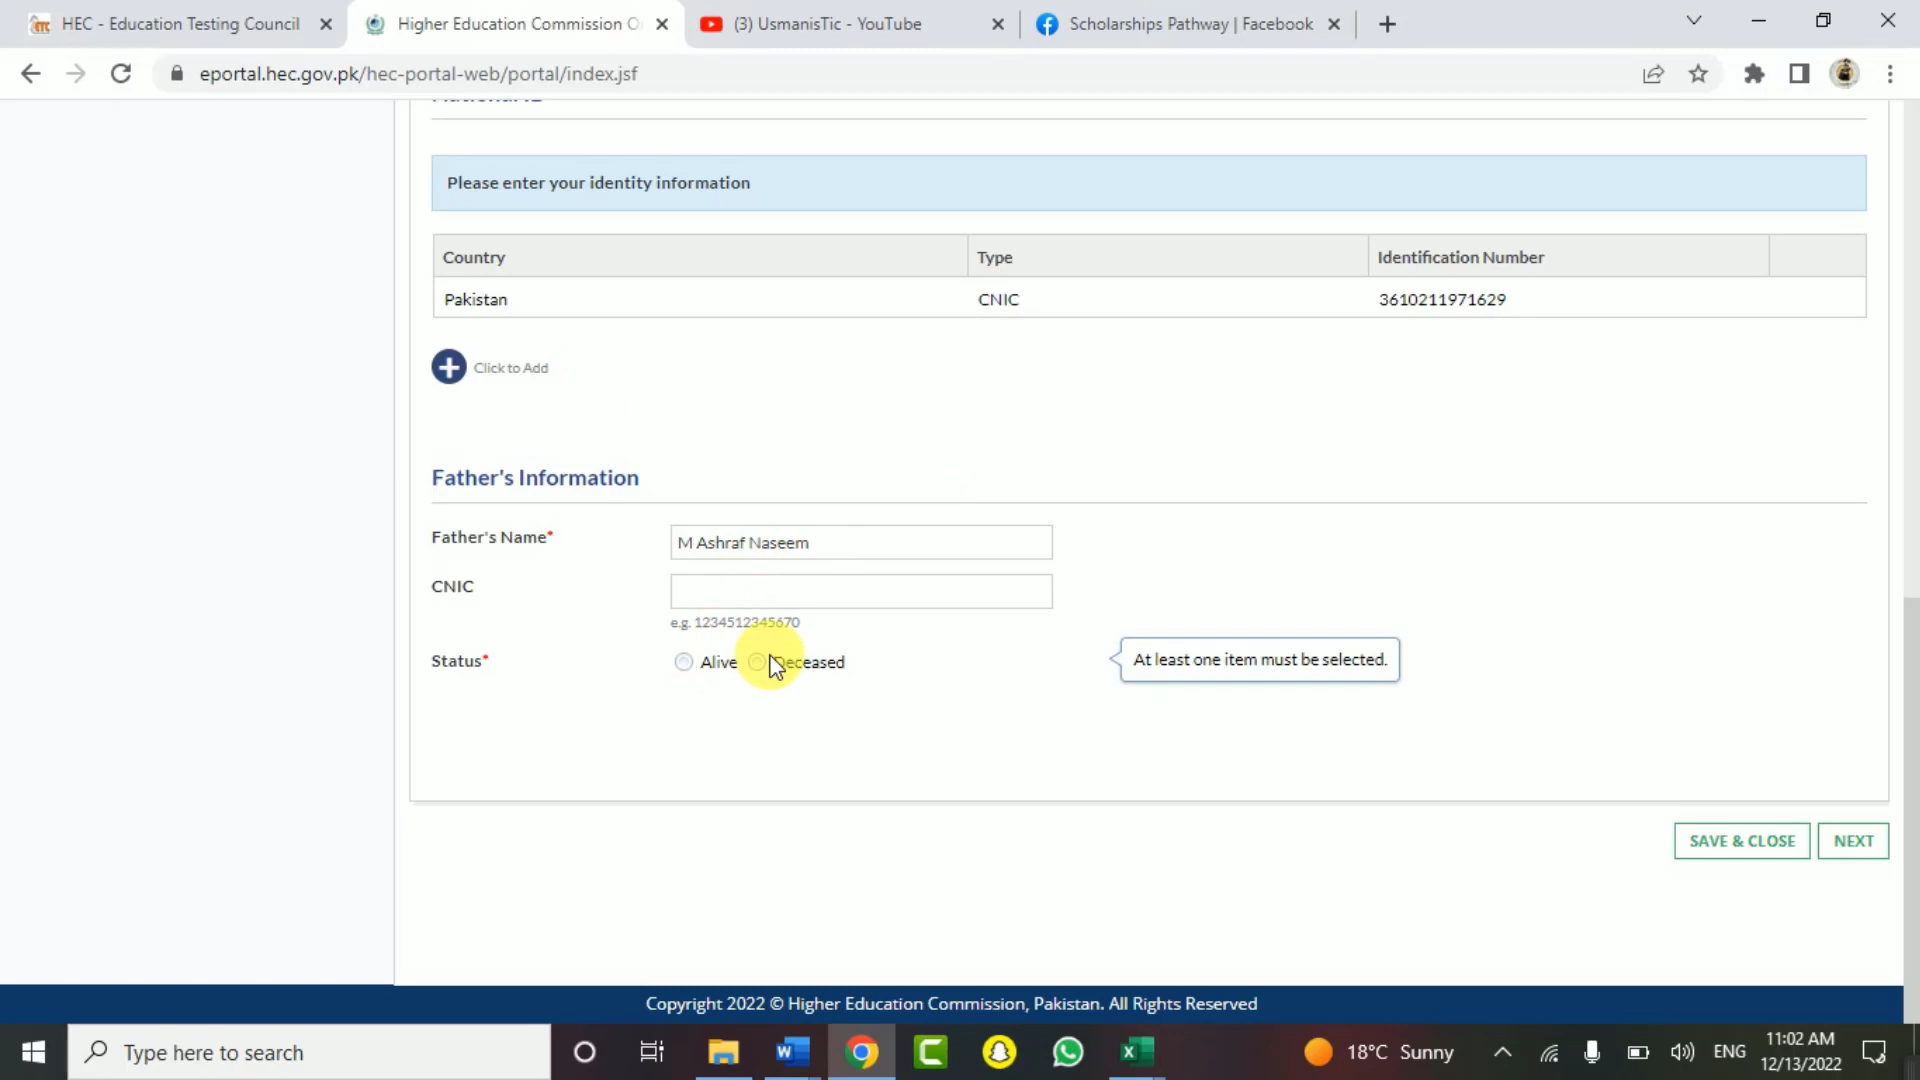 HEC - Education Testing Council
Higher Education Commission O
(3) UsmanisTic - YouTube
Scholarships Pathway | Facebook
eportal.hec.gov.pk/hec-portal-web/portal/index.jsf
Please enter your identity information
Country Type Identification Number
Pakistan CNIC 3610211971629
Click to Add
Father's Information
Father's Name* M Ashraf Naseem
CNIC
e.g. 1234512345670
Status* Alive Deceased At least one item must be selected.
SAVE & CLOSE NEXT
Copyright 2022 © Higher Education Commission, Pakistan. All Rights Reserved
Type here to search
18°C Sunny
ENG
11:02 AM
12/13/2022